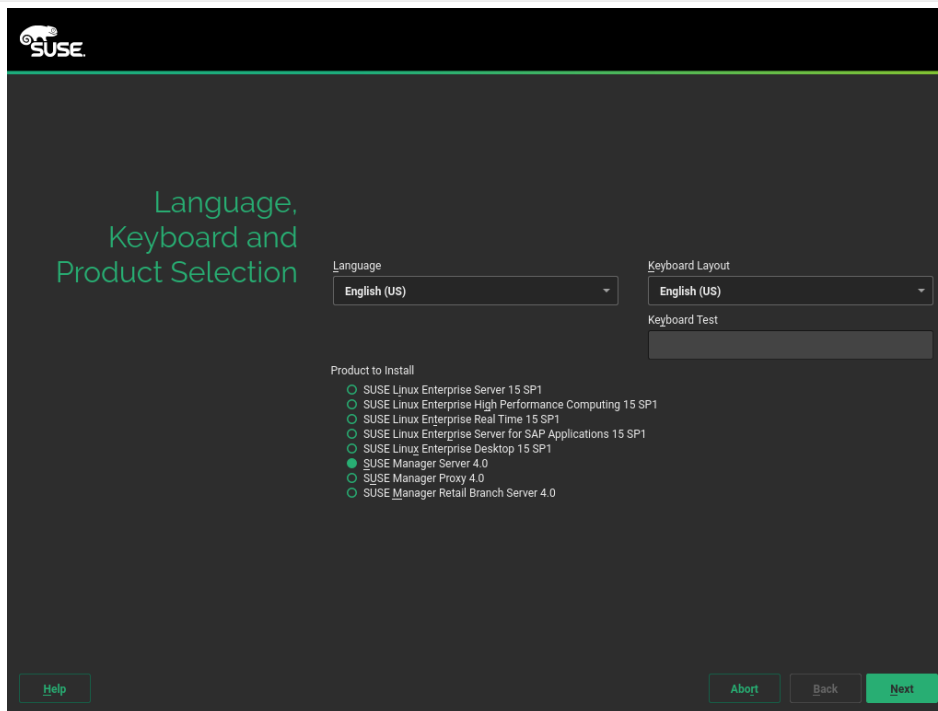 SUSE.
Language,
Keyboard and
Product Selection
Language
Keyboard Layout
English (US)
English (US)
Keyboard Test
Product to Install
SUSE Linux Enterprise Server 15 SP1
SUSE Linux Enterprise High Performance Computing 15 SP1
SUSE Linux Enterprise Real Time 15 SP1
SUSE Linux Enterprise Server for SAP Applications 15 SP1
SUSE Linux Enterprise Desktop 15 SP1
SUSE Manager Server 4.0
SUSE Manager Proxy 4.0
SUSE Manager Retail Branch Server 4.0
Help
Abort
Back
Next